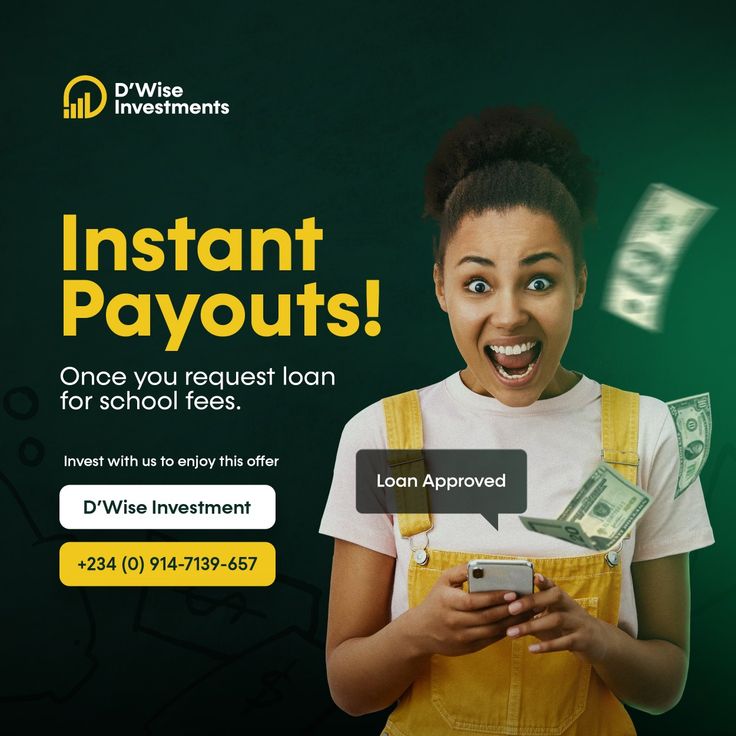 D'Wise
Investments
Instant
Payouts!
Once you request loan
for school fees.
Invest with us to enjoy this offer
D'Wise Investment
+234 (0) 914-7139-657
Loan Approved